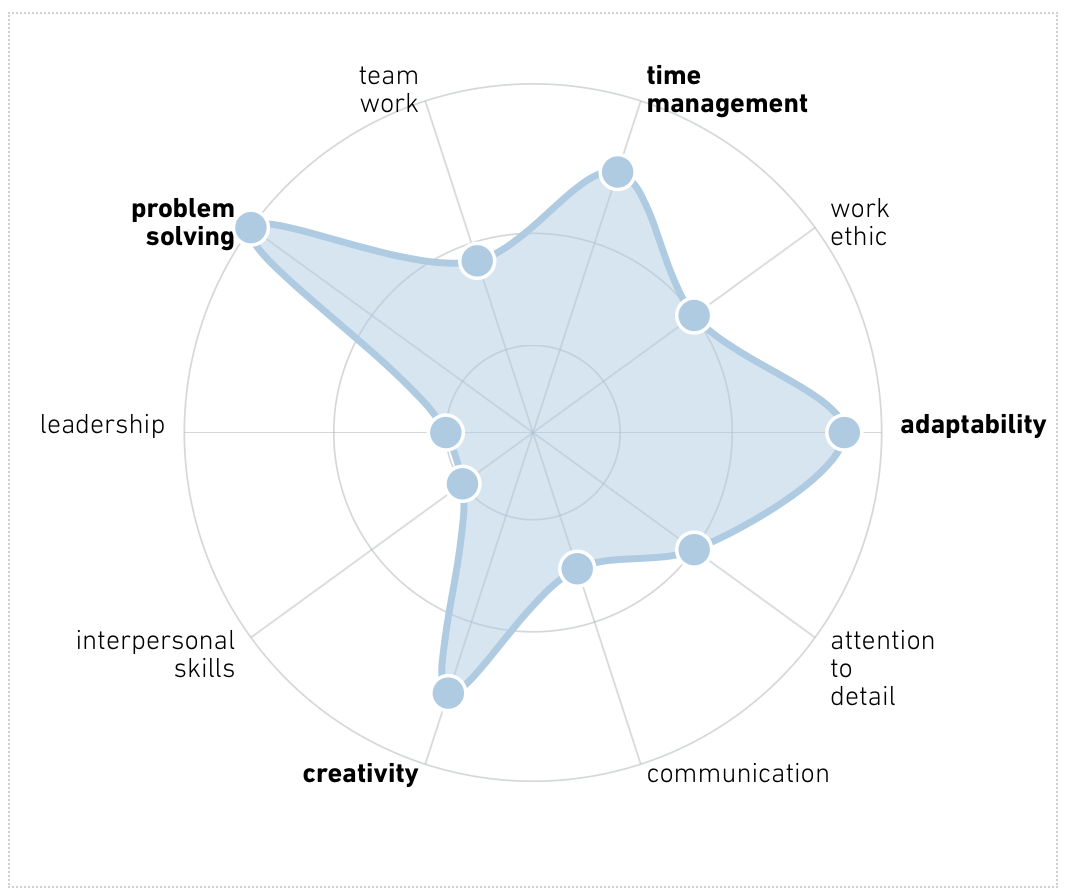 team
work
time
management
problem
solving
work
ethic
leadership
adaptability
interpersonal
skills
attention
to
detail
creativity
communication